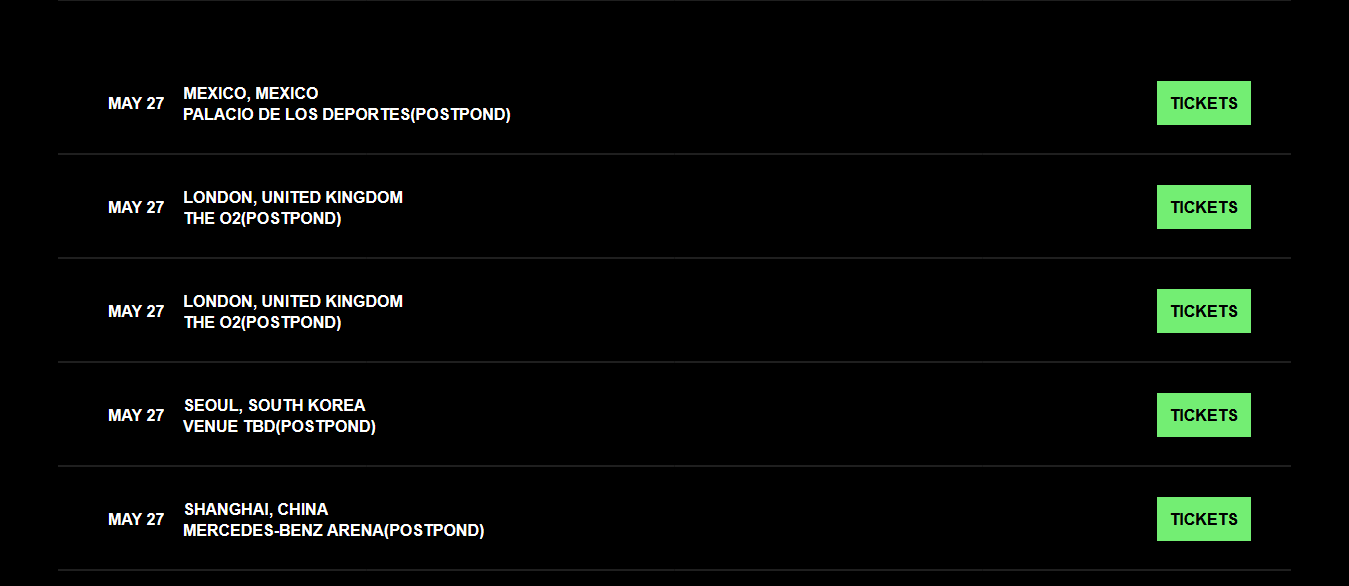 MAY 27
MEXICO, MEXICO
PALACIO DE LOS DEPORTES(POSTPOND)
TICKETS
MAY 27
LONDON, UNITED KINGDOM
THE O2(POSTPOND)
TICKETS
MAY 27
LONDON, UNITED KINGDOM
THE O2(POSTPOND)
TICKETS
MAY 27
SEOUL, SOUTH KOREA
VENUE TBD(POSTPOND)
TICKETS
MAY 27
SHANGHAI, CHINA
MERCEDES-BENZ ARENA(POSTPOND)
TICKETS